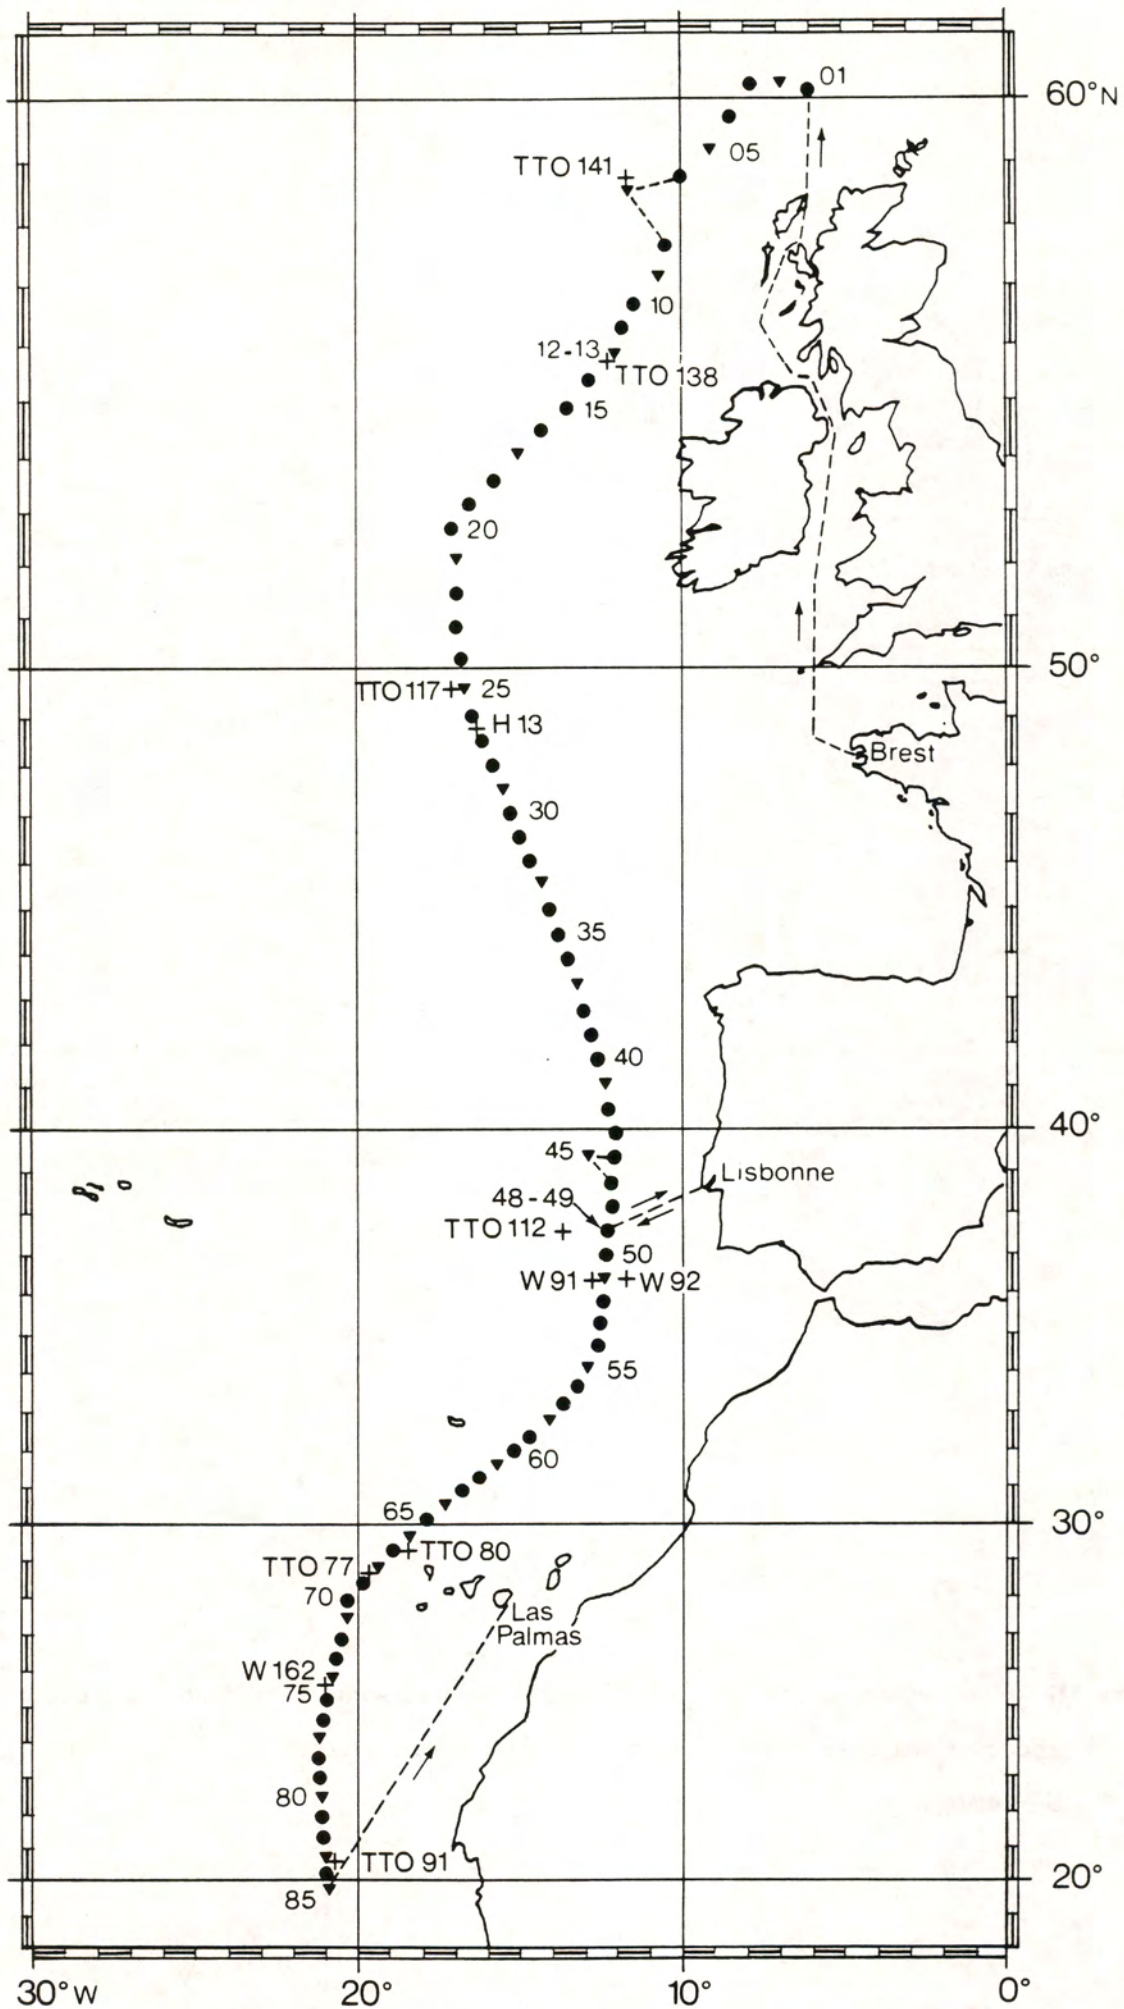 01
60°N
05
TTO 141
10
12-13
TTO 138
15
20
50°
TTO 117
25
H 13
Brest
30
35
40
40°
45
Lisbonne
48-49
TTO 112
50
W 91
W 92
55
60
65
30°
TTO 80
TTO 77
70
Las
Palmas
W 162
75
80
TTO 91
85
20°
30°W
20°
10°
0°